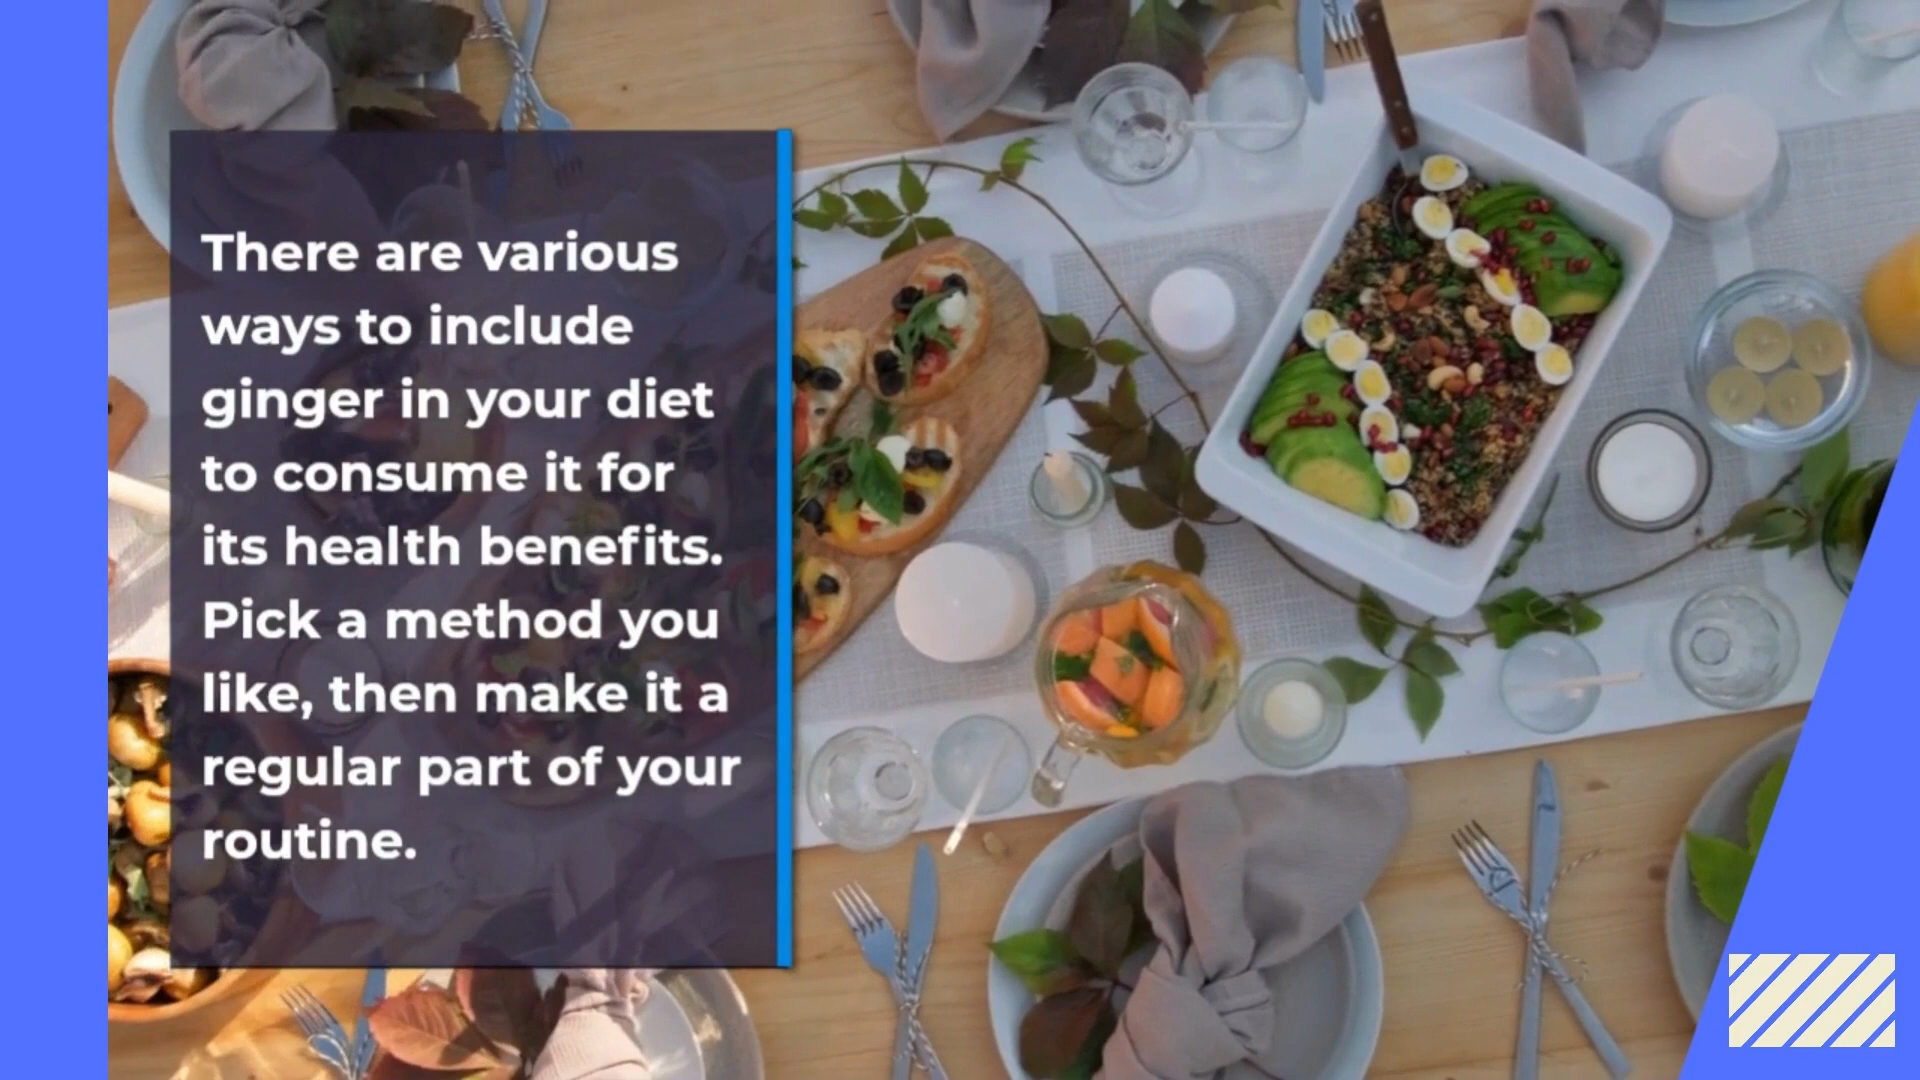 There are various
ways to include
ginger in your diet
to consume it for
its health benefits.
Pick a method you
like, then make it a
regular part of your
routine.